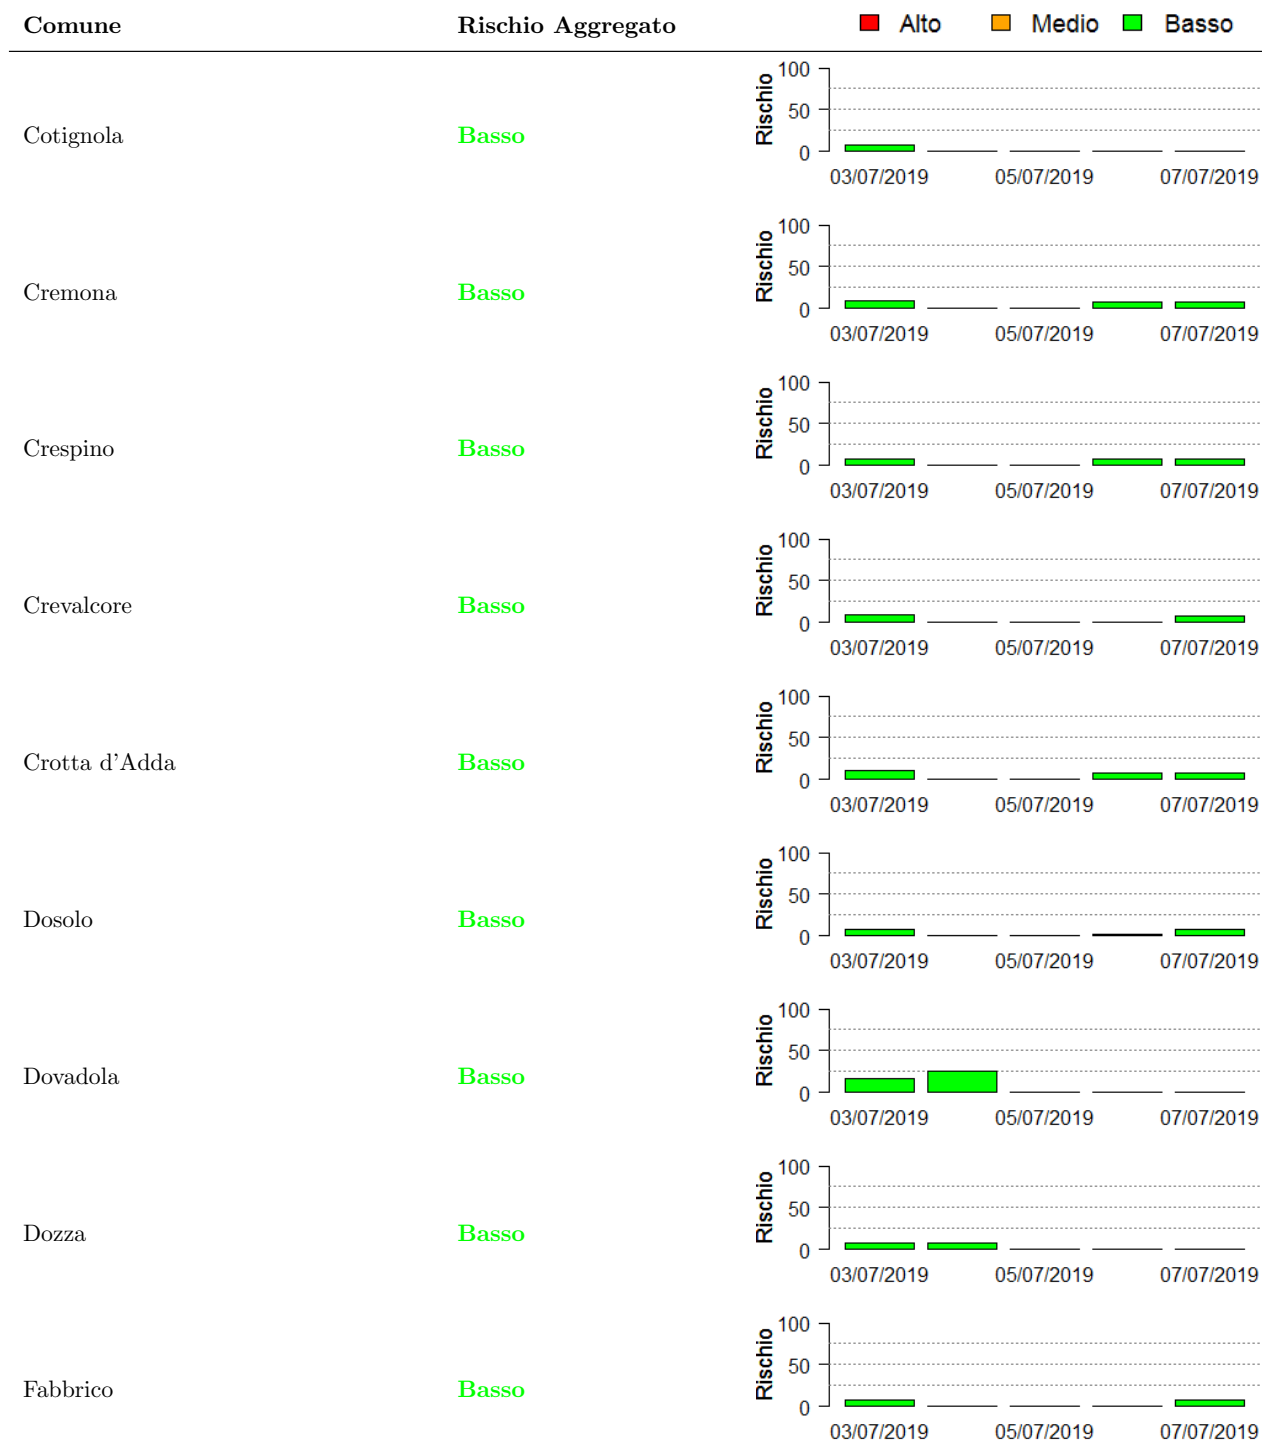 Comune Rischio Aggregato Alto Medio Basso
Cotignola Basso Rischio 100 50 0
03/07/2019 05/07/2019 07/07/2019
Cremona Basso Rischio 100 50 0
03/07/2019 05/07/2019 07/07/2019
Crespino Basso Rischio 100 50 0
03/07/2019 05/07/2019 07/07/2019
Crevalcore Basso Rischio 100 50 0
03/07/2019 05/07/2019 07/07/2019
Crotta d'Adda Basso Rischio 100 50 0
03/07/2019 05/07/2019 07/07/2019
Dosolo Basso Rischio 100 50 0
03/07/2019 05/07/2019 07/07/2019
Dovadola Basso Rischio 100 50 0
03/07/2019 05/07/2019 07/07/2019
Dozza Basso Rischio 100 50 0
03/07/2019 05/07/2019 07/07/2019
Fabbrico Basso Rischio 100 50 0
03/07/2019 05/07/2019 07/07/2019